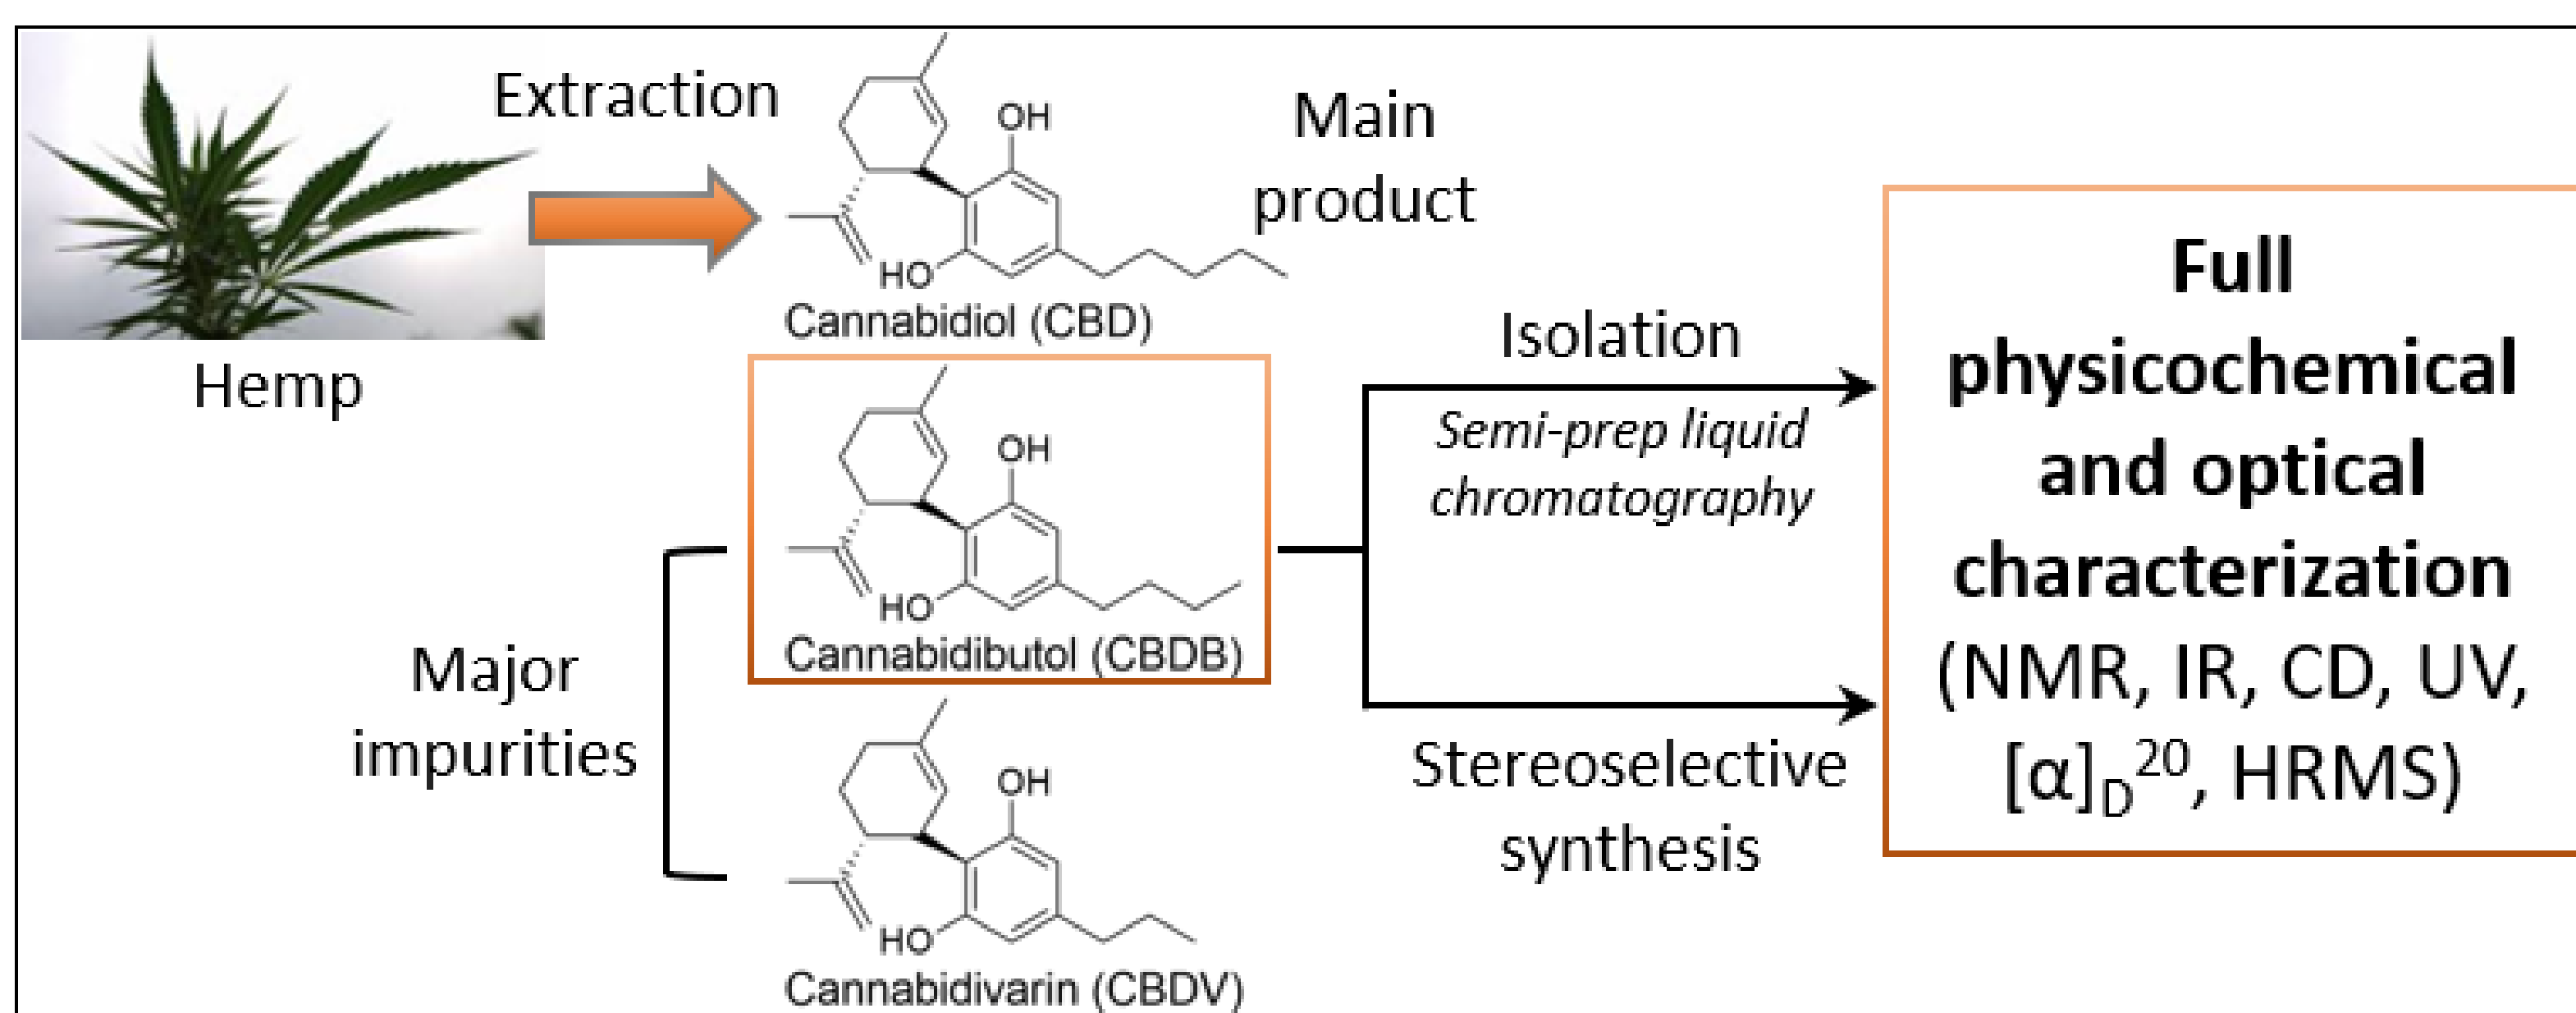 Extraction
Hemp
OH
HO
Cannabidiol (CBD)
Main
product
OH
HO
Cannabidibutol (CBDB)
Major
impurities
OH
HO
Cannabidivarin (CBDV)
Isolation
Semi-prep liquid
chromatography
Stereoselective
synthesis
Full
physicochemical
and optical
characterization
(NMR, IR, CD, UV,
[α]D²⁰, HRMS)